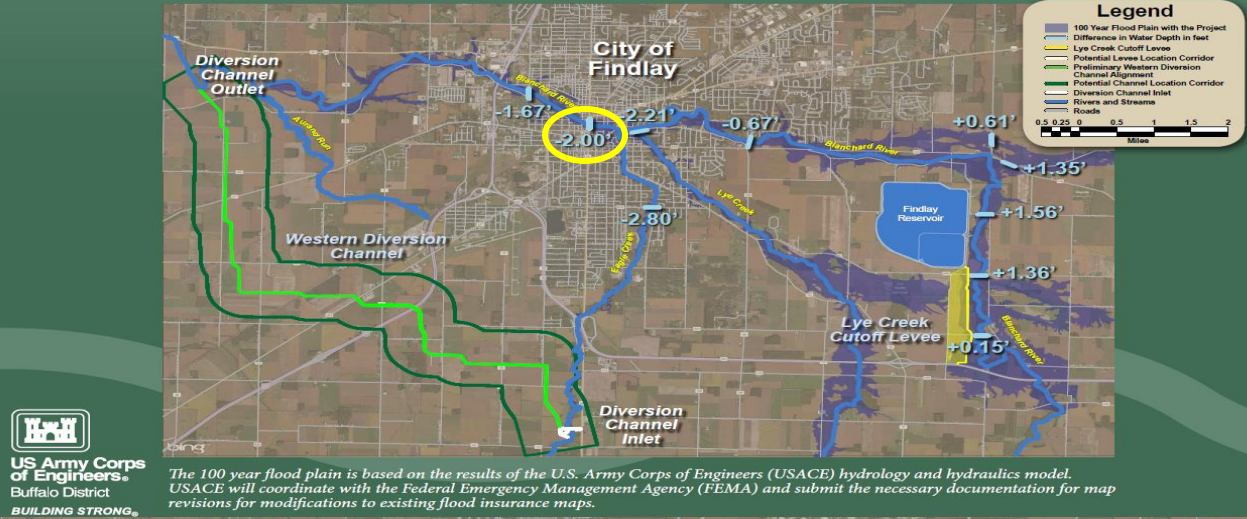 Legend
100 Year Flood Plain with the Project
Difference in Water Depth in feet
Lye Creek Cutoff Levee
Potential Levee Location Corridor
Preliminary Western Diversion
Channel Alignment
Potential Channel Location Corridor
Diversion Channel Inlet
Rivers and Streams
Roads
0.5 0.25 0 0.5 1 1.5 2
Miles
City of
Findlay
Diversion
Channel
Outlet
Blanchard River
-1.67'
-2.00'
-2.21'
-0.67'
+0.61'
Blanchard River
+1.35'
Aurand Run
Lye Creek
Findlay
Reservoir
+1.56'
-2.80'
Western Diversion
Channel
Eagle Creek
+1.36'
Lye Creek
Cutoff Levee
+0.15'
Blanchard River
Diversion
Channel
Inlet
bing
US Army Corps
of Engineers®
Buffalo District
BUILDING STRONG®
The 100 year flood plain is based on the results of the U.S. Army Corps of Engineers (USACE) hydrology and hydraulics model.
USACE will coordinate with the Federal Emergency Management Agency (FEMA) and submit the necessary documentation for map
revisions for modifications to existing flood insurance maps.